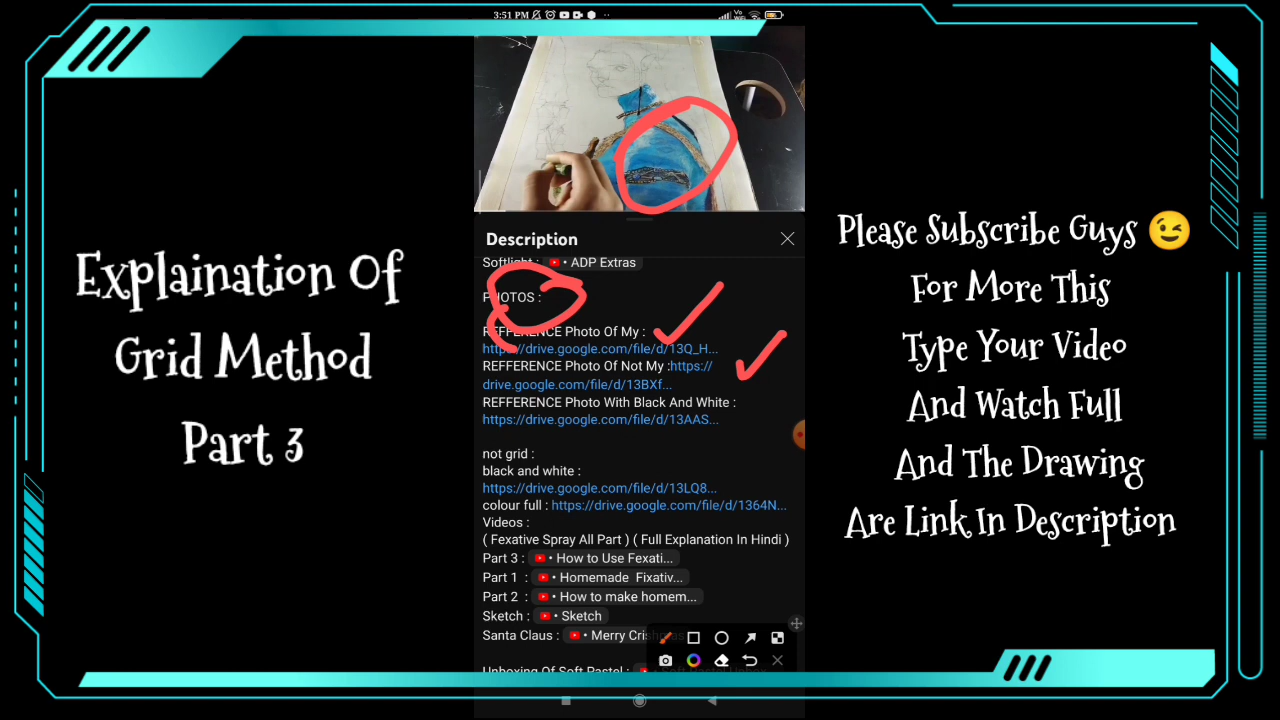 3:51 PM
Vo
WiFi
Explaination Of
Grid Method
Part 3
Description
Softlight : • ADP Extras
PHOTOS :
REFFERENCE Photo Of My :
https://drive.google.com/file/d/13Q_H...
REFFERENCE Photo Of Not My :https://
drive.google.com/file/d/13BXf...
REFFERENCE Photo With Black And White :
https://drive.google.com/file/d/13AAS...
not grid :
black and white :
https://drive.google.com/file/d/13LQ8...
colour full : https://drive.google.com/file/d/1364N...
Videos :
( Fexative Spray All Part ) ( Full Explanation In Hindi )
Part 3 : • How to Use Fexati...
Part 1 : • Homemade Fixativ...
Part 2 : • How to make homem...
Sketch : • Sketch
Santa Claus : • Merry
Unboxing Of Soft Pastel :
Please Subscribe Guys 😉
For More This
Type Your Video
And Watch Full
And The Drawing
Are Link In Description